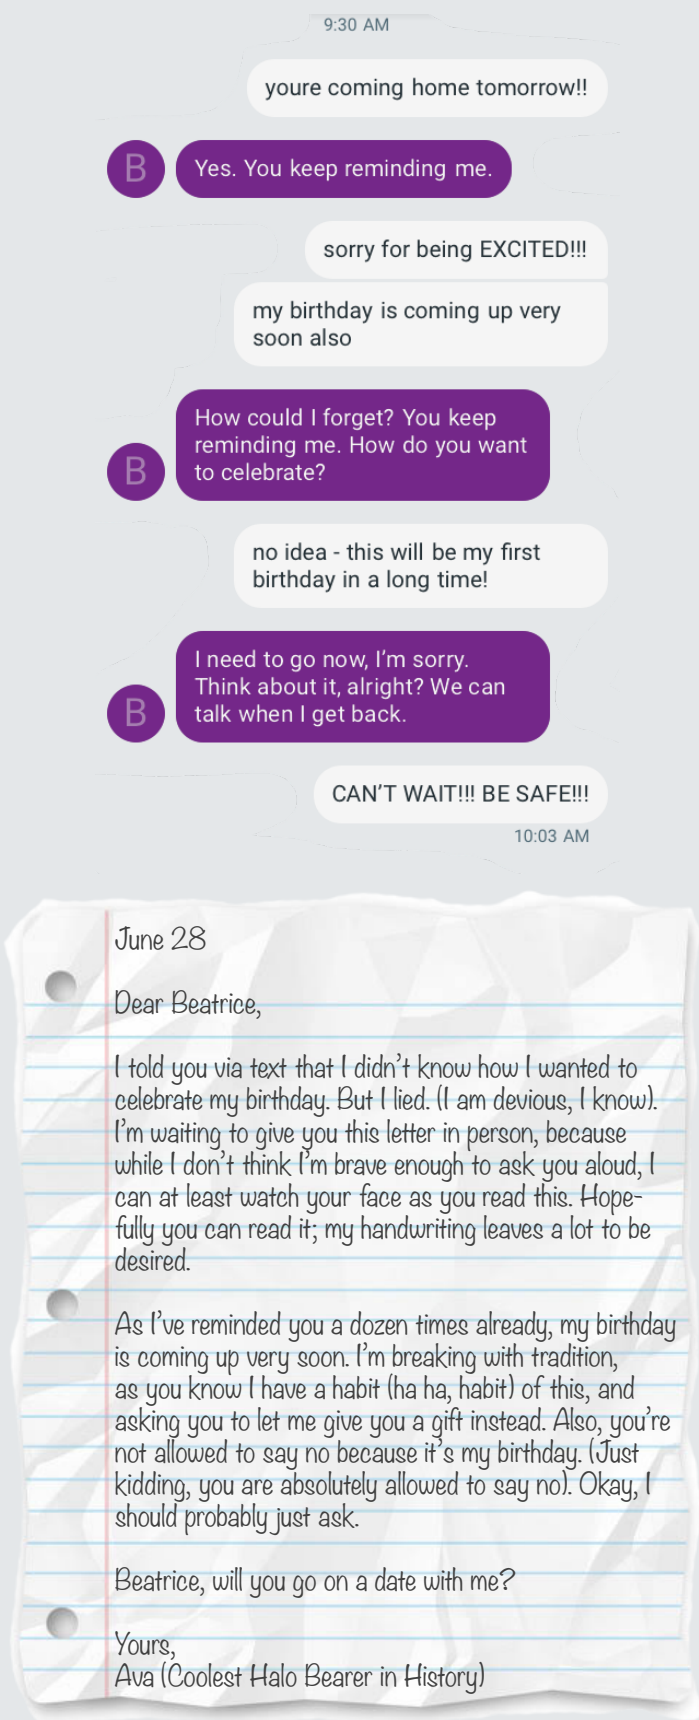 9:30 AM
youre coming home tomorrow!!
B
Yes. You keep reminding me.
sorry for being EXCITED!!!
my birthday is coming up very
soon also
How could I forget? You keep
reminding me. How do you want
to celebrate?
B
no idea - this will be my first
birthday in a long time!
I need to go now, I'm sorry.
Think about it, alright? We can
talk when I get back.
B
CAN'T WAIT!!! BE SAFE!!!
10:03 AM
June 28
Dear Beatrice,
I told you via text that I didn't know how I wanted to
celebrate my birthday. But I lied. (I am devious, I know).
I'm waiting to give you this letter in person, because
while I don't think I'm brave enough to ask you aloud, I
can at least watch your face as you read this. Hope-
fully you can read it; my handwriting leaves a lot to be
desired.
As I've reminded you a dozen times already, my birthday
is coming up very soon. I'm breaking with tradition,
as you know I have a habit (ha ha, habit) of this, and
asking you to let me give you a gift instead. Also, you're
not allowed to say no because it's my birthday. (Just
kidding, you are absolutely allowed to say no). Okay, I
should probably just ask.
Beatrice, will you go on a date with me?
Yours,
Ava (Coolest Halo Bearer in History)